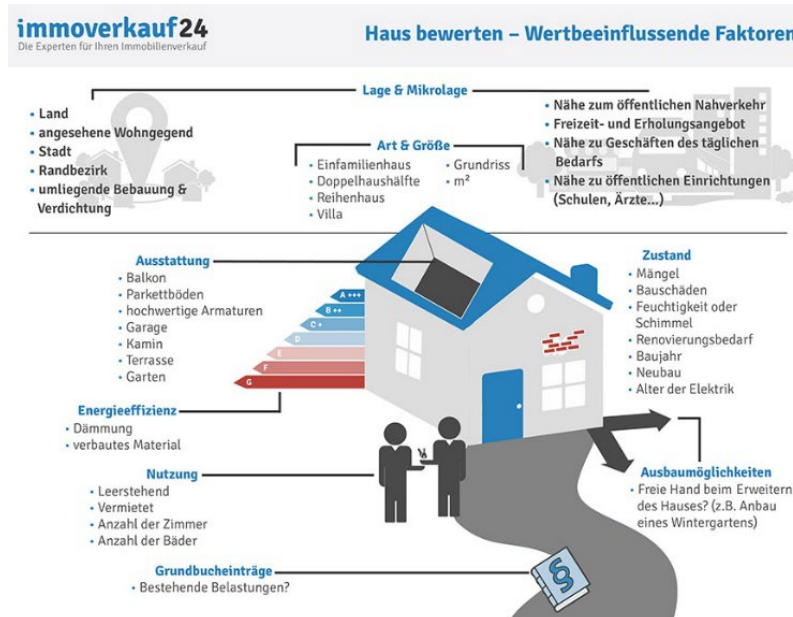 immoverkauf24
Die Experten für Ihren Immobilienverkauf
Haus bewerten – Wertbeeinflussende Faktoren
Lage & Mikrolage
• Land
• angesehene Wohngegend
• Stadt
• Randbezirk
• umliegende Bebauung &
Verdichtung
• Nähe zum öffentlichen Nahverkehr
• Freizeit- und Erholungsangebot
• Nähe zu Geschäften des täglichen
Bedarfs
• Nähe zu öffentlichen Einrichtungen
(Schulen, Ärzte...)
Art & Größe
• Einfamilienhaus
• Doppelhaushälfte
• Reihenhaus
• Villa
• Grundriss
• m²
Ausstattung
• Balkon
• Parkettböden
• hochwertige Armaturen
• Garage
• Kamin
• Terrasse
• Garten
A +++
B ++
C +
D
E
F
G
Zustand
• Mängel
• Bauschäden
• Feuchtigkeit oder
Schimmel
• Renovierungsbedarf
• Baujahr
• Neubau
• Alter der Elektrik
Energieeffizienz
• Dämmung
• verbautes Material
Nutzung
• Leerstehend
• Vermietet
• Anzahl der Zimmer
• Anzahl der Bäder
Ausbaumöglichkeiten
• Freie Hand beim Erweitern
des Hauses? (z.B. Anbau
eines Wintergartens)
Grundbucheinträge
• Bestehende Belastungen?
§